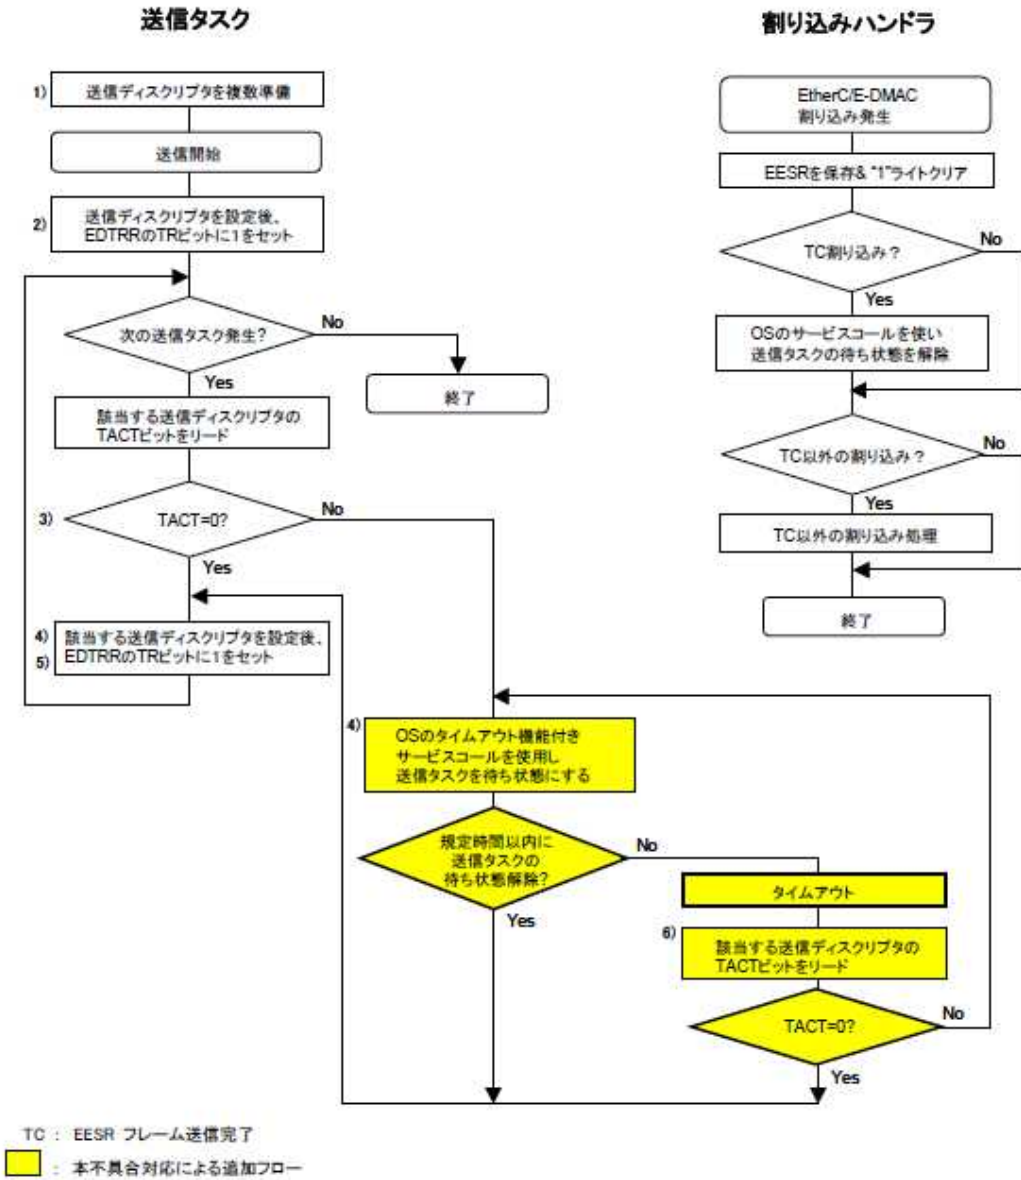 送信タスク
1)
送信ディスクリプタを複数準備
送信開始
2)
送信ディスクリプタを設定後、
EDTRRのTRビットに1をセット
次の送信タスク発生?
No
Yes
終了
該当する送信ディスクリプタの
TACTビットをリード
3)
TACT=0?
No
Yes
4)
5)
該当する送信ディスクリプタを設定後、
EDTRRのTRビットに1をセット
4)
OSのタイムアウト機能付き
サービスコールを使用し
送信タスクを待ち状態にする
規定時間以内に
送信タスクの
待ち状態解除?
No
Yes
タイムアウト
6)
該当する送信ディスクリプタの
TACTビットをリード
TACT=0?
No
Yes
割り込みハンドラ
EtherC/E-DMAC
割り込み発生
EESRを保存& "1"ライトクリア
TC割り込み?
No
Yes
OSのサービスコールを使い
送信タスクの待ち状態を解除
TC以外の割り込み?
No
Yes
TC以外の割り込み処理
終了
TC : EESR フレーム送信完了
: 本不具合対応による追加フロー